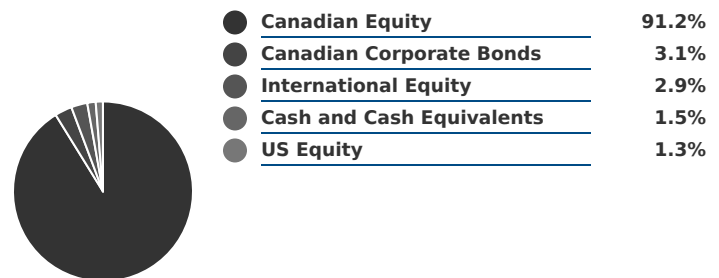 Canadian Equity 91.2%
Canadian Corporate Bonds 3.1%
International Equity 2.9%
Cash and Cash Equivalents 1.5%
US Equity 1.3%